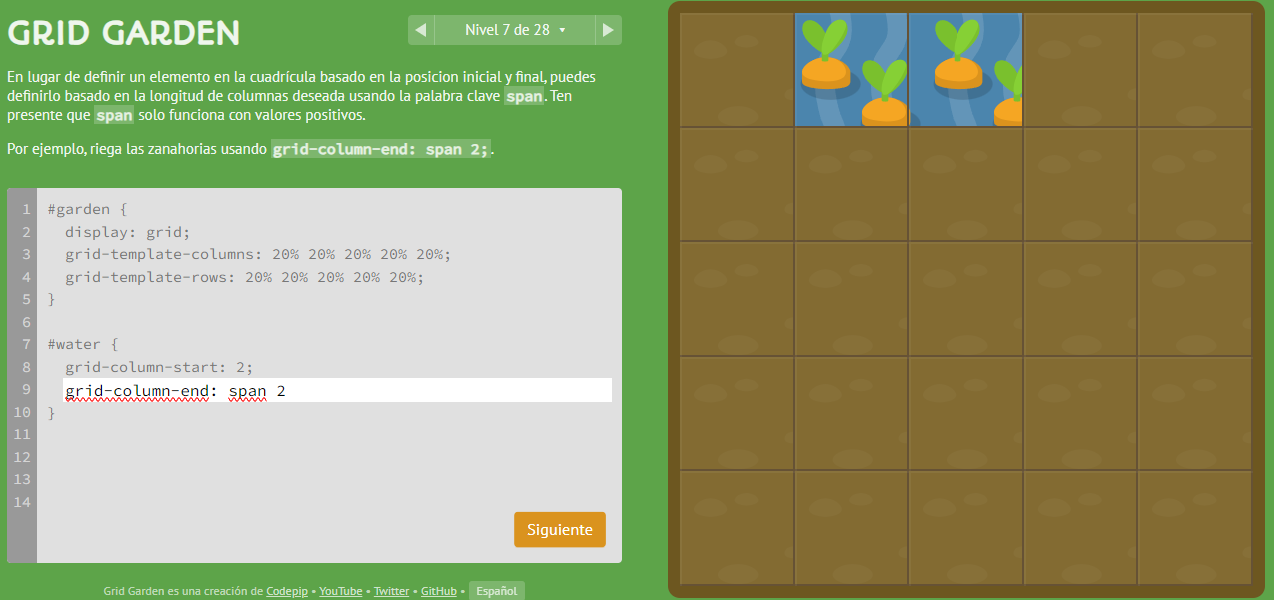 GRID GARDEN
Nivel 7 de 28
En lugar de definir un elemento en la cuadrícula basado en la posicion inicial y final, puedes
definirlo basado en la longitud de columnas deseada usando la palabra clave span. Ten
presente que span solo funciona con valores positivos.
Por ejemplo, riega las zanahorias usando grid-column-end: span 2;.
1 #garden {
2 display: grid;
3 grid-template-columns: 20% 20% 20% 20% 20%;
4 grid-template-rows: 20% 20% 20% 20% 20%;
5 }
6
7 #water {
8 grid-column-start: 2;
9 grid-column-end: span 2
10 }
11
12
13
14
Siguiente
Grid Garden es una creación de Codepip • YouTube • Twitter • GitHub • Español